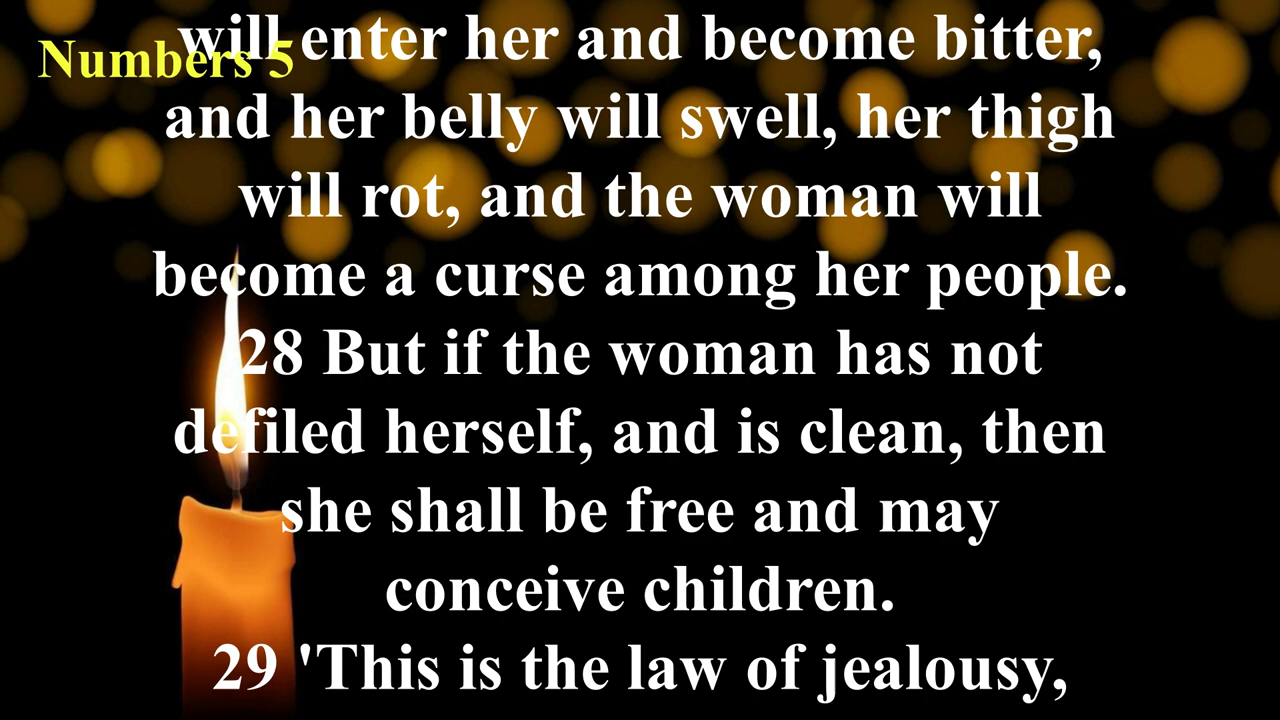 Numbers 5
will enter her and become bitter,
and her belly will swell, her thigh
will rot, and the woman will
become a curse among her people.
28 But if the woman has not
defiled herself, and is clean, then
she shall be free and may
conceive children.
29 'This is the law of jealousy,